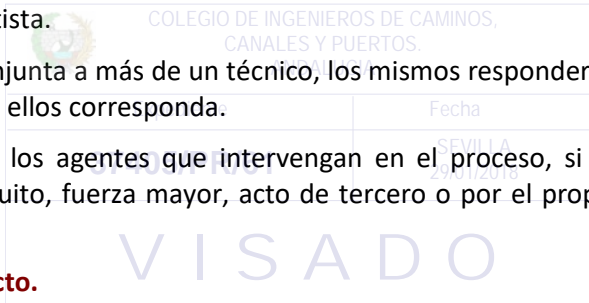 tista.
COLEGIO DE INGENIEROS DE CAMINOS,
CANALES Y PUERTOS.
njunta a más de un técnico, los mismos responder
ANDALUCIA
ellos corresponda.
Fecha
los agentes que intervengan en el proceso, si
SEVILLA
29/01/2018
uito, fuerza mayor, acto de tercero o por el prop
VISADO
cto.